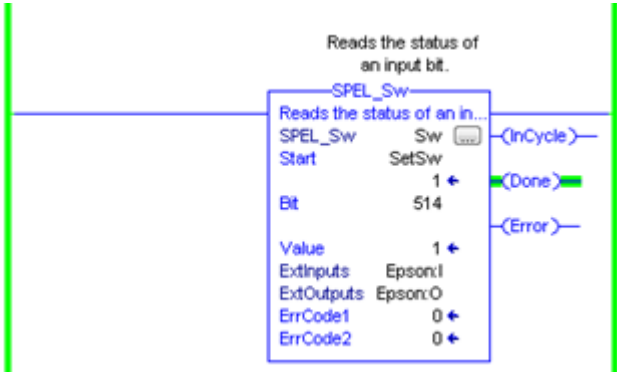 Reads the status of
an input bit.
SPEL_Sw
Reads the status of an in...
SPEL_Sw Sw ... (InCycle)
Start SetSw
1 (Done)
Bit 514
(Error)
Value 1
ExtInputs Epson:I
ExtOutputs Epson:O
ErrCode1 0
ErrCode2 0